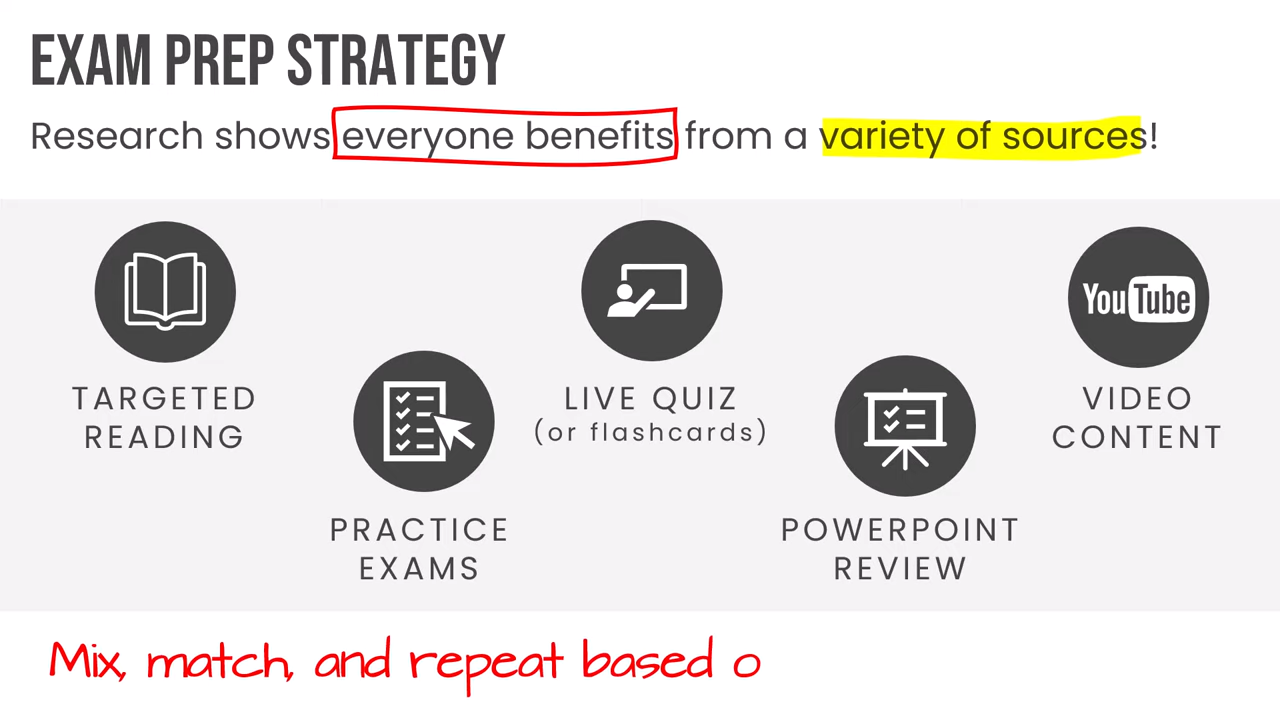 EXAM PREP STRATEGY
Research shows everyone benefits from a variety of sources!
TARGETED
READING
PRACTICE
EXAMS
LIVE QUIZ
(or flashcards)
POWERPOINT
REVIEW
YouTube
VIDEO
CONTENT
Mix, match, and repeat based o